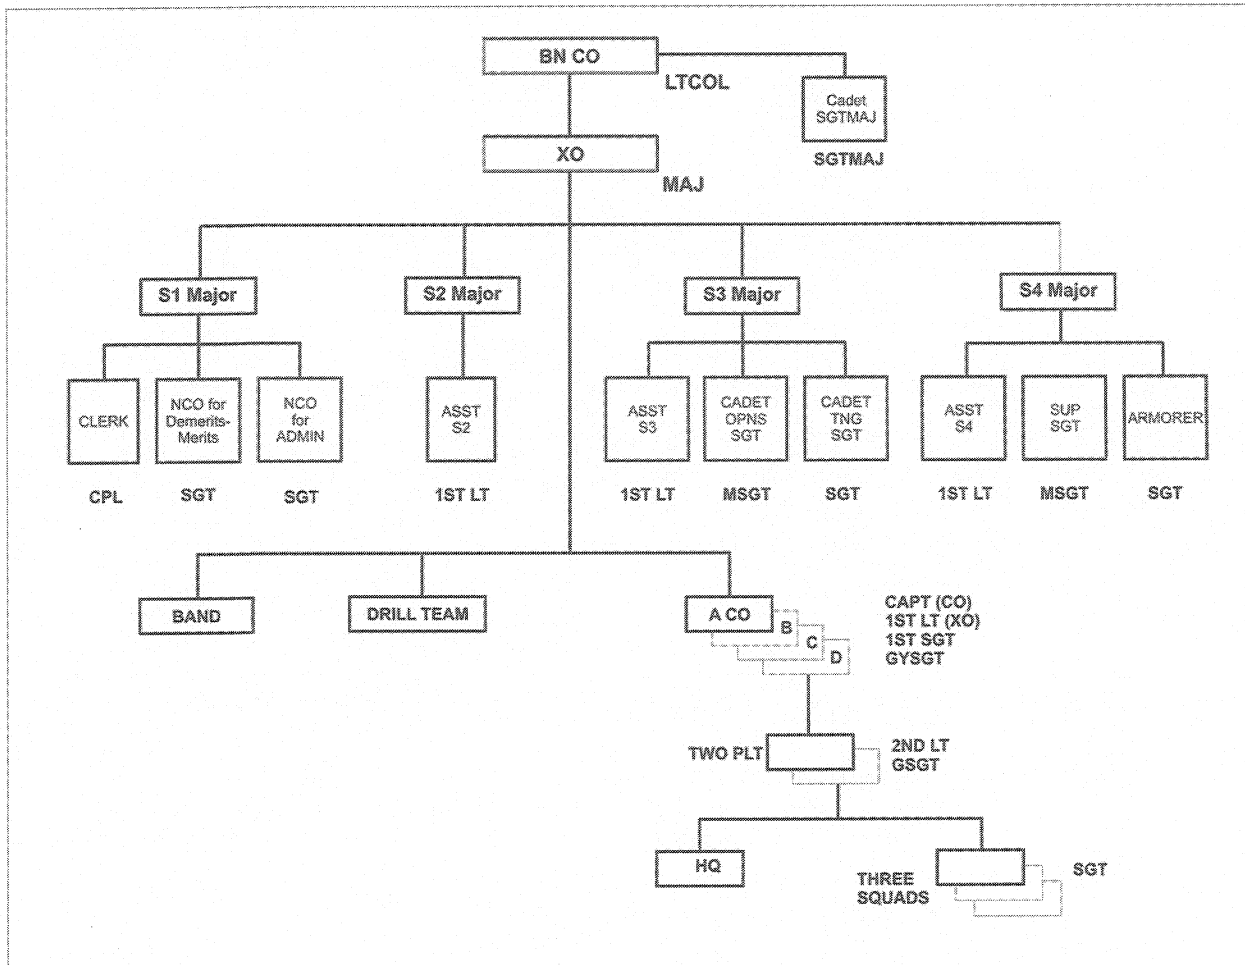 BN CO
LTCOL
Cadet
SGTMAJ
SGTMAJ
XO
MAJ
S1 Major
S2 Major
S3 Major
S4 Major
CLERK
NCO for
Demerits-
Merits
NCO
for
ADMIN
ASST
S2
ASST
S3
CADET
OPNS
SGT
CADET
TNG
SGT
ASST
S4
SUP
SGT
ARMORER
CPL
SGT
SGT
1ST LT
1ST LT
MSGT
SGT
1ST LT
MSGT
SGT
BAND
DRILL TEAM
A CO
B
C
D
CAPT (CO)
1ST LT (XO)
1ST SGT
GYSGT
TWO PLT
2ND LT
GSGT
HQ
THREE
SQUADS
SGT